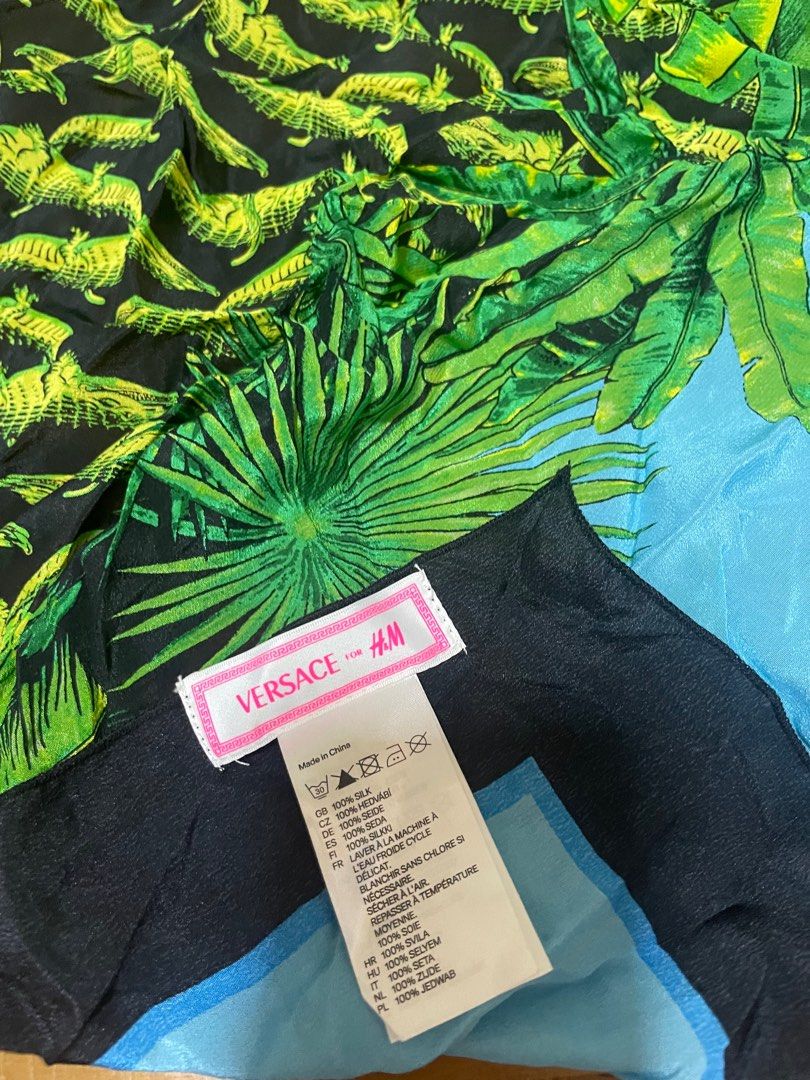 VERSACE FOR H&M
Made in China
30
GB 100% SILK
CZ 100% HEDVÁBÍ
DE 100% SEIDE
ES 100% SEDA
FI 100% SILKKI
FR LAVER À LA MACHINE À
L'EAU FROIDE CYCLE
DÉLICAT.
BLANCHIR SANS CHLORE SI
NÉCESSAIRE.
SÉCHER À L'AIR.
REPASSER À TEMPÉRATURE
MOYENNE.
100% SOIE
HR 100% SVILA
HU 100% SELYEM
IT 100% SETA
NL 100% ZIJDE
PL 100% JEDWAB